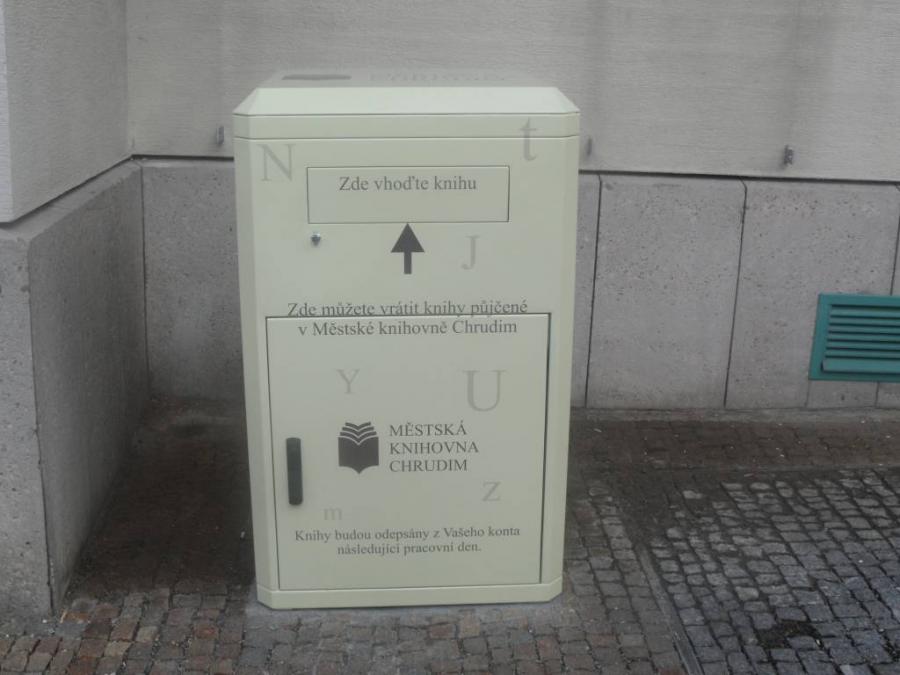 N
t
Zde vhoďte knihu
J
Zde můžete vrátit knihy půjčené
v Městské knihovně Chrudim
Y
U
MĚSTSKÁ
KNIHOVNA
CHRUDIM
z
m
Knihy budou odepsány z Vašeho konta
následující pracovní den.